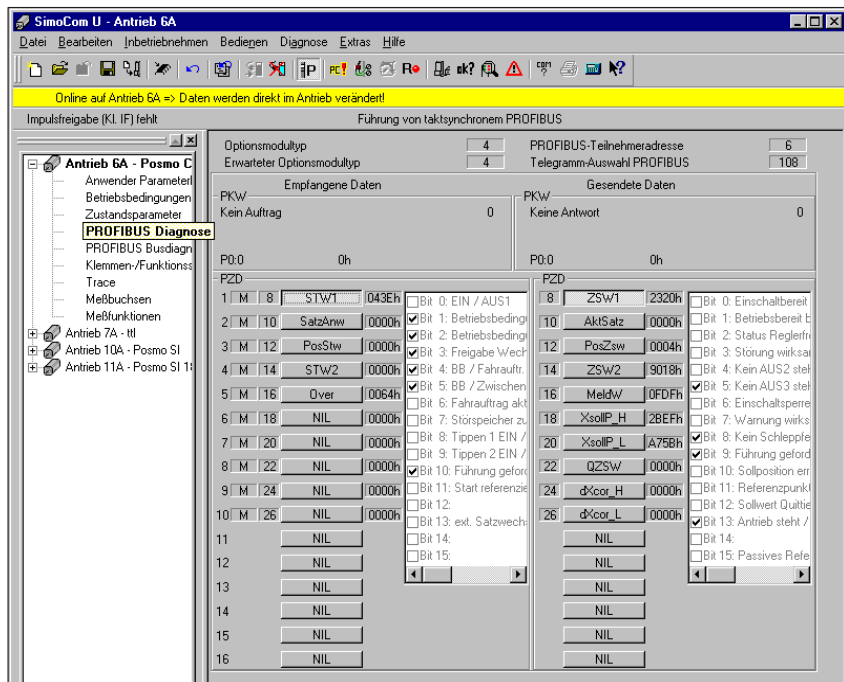 SimoCom U - Antrieb 6A
Datei Bearbeiten Inbetriebnehmen Bedienen Diagnose Extras Hilfe
Online auf Antrieb 6A => Daten werden direkt im Antrieb verändert!
Impulsfreigabe (Kl. IF) fehlt Führung von taktsynchronem PROFIBUS
Antrieb 6A - Posmo C
Anwender Parameterl
Betriebsbedingungen
Zustandsparameter
PROFIBUS Diagnose
PROFIBUS Busdiagn
Klemmen-/Funktionss
Trace
Meßbuchsen
Meßfunktionen
Antrieb 7A - ttl
Antrieb 10A - Posmo SI
Antrieb 11A - Posmo SI 1
Optionsmodultyp 4 PROFIBUS-Teilnehmeradresse 6
Erwarteter Optionsmodultyp 4 Telegramm-Auswahl PROFIBUS 108
Empfangene Daten Gesendete Daten
PKW PKW
Kein Auftrag 0 Keine Antwort 0
P0:0 0h P0:0 0h
PZD PZD
1 M 8 STW1 043Eh
2 M 10 SatzAnw 0000h
3 M 12 PosStw 0000h
4 M 14 STW2 0000h
5 M 16 Over 0064h
6 M 18 NIL 0000h
7 M 20 NIL 0000h
8 M 22 NIL 0000h
9 M 24 NIL 0000h
10 M 26 NIL 0000h
11 NIL
12 NIL
13 NIL
14 NIL
15 NIL
16 NIL
Bit 0: EIN / AUS1
Bit 1: Betriebsbeding
Bit 2: Betriebsbeding
Bit 3: Freigabe Wech
Bit 4: BB / Fahrauftr.
Bit 5: BB / Zwischen
Bit 6: Fahrauftrag akt
Bit 7: Störspeicher zu
Bit 8: Tippen 1 EIN /
Bit 9: Tippen 2 EIN /
Bit 10: Führung geford
Bit 11: Start referenzie
Bit 12:
Bit 13: ext. Satzwech
Bit 14:
Bit 15:
8 ZSW1 2320h
10 AktSatz 0000h
12 PosZsw 0004h
14 ZSW2 9018h
16 MeldW 0FDFh
18 XsollP_H 2BEFh
20 XsollP_L A75Bh
22 QZSW 0000h
24 dXcor_H 0000h
26 dXcor_L 0000h
NIL
NIL
NIL
NIL
NIL
NIL
Bit 0: Einschaltbereit
Bit 1: Betriebsbereit b
Bit 2: Status Reglerfr
Bit 3: Störung wirksar
Bit 4: Kein AUS2 steh
Bit 5: Kein AUS3 steh
Bit 6: Einschaltsperre
Bit 7: Warnung wirks
Bit 8: Kein Schleppfe
Bit 9: Führung geford
Bit 10: Sollposition err
Bit 11: Referenzpunkt
Bit 12: Sollwert Quittie
Bit 13: Antrieb steht /
Bit 14:
Bit 15: Passives Refe